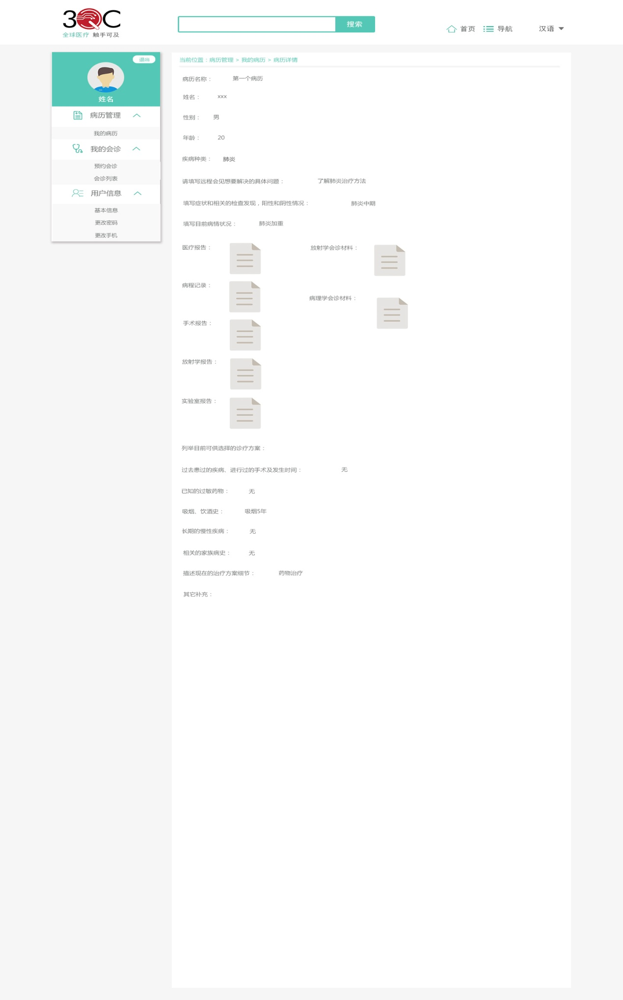 3QC
全球医疗 触手可及
搜索
首页 导航 汉语
退出
姓名
病历管理
我的病历
我的会诊
预约会诊
会诊列表
用户信息
基本信息
更改密码
更改手机
当前位置：病历管理 > 我的病历 > 病历详情
病历名称： 第一个病历
姓名： xxx
性别： 男
年龄： 20
疾病种类： 肺炎
请填写远程会见想要解决的具体问题： 了解肺炎治疗方法
填写症状和相关的检查发现，阳性和阴性情况： 肺炎中期
填写目前病情状况： 肺炎加重
医疗报告： 放射学会诊材料：
病程记录：
病理学会诊材料：
手术报告：
放射学报告：
实验室报告：
列举目前可供选择的诊疗方案：
过去患过的疾病、进行过的手术及发生时间： 无
已知的过敏药物： 无
吸烟、饮酒史： 吸烟5年
长期的慢性疾病： 无
相关的家族病史： 无
描述现在的治疗方案细节： 药物治疗
其它补充：